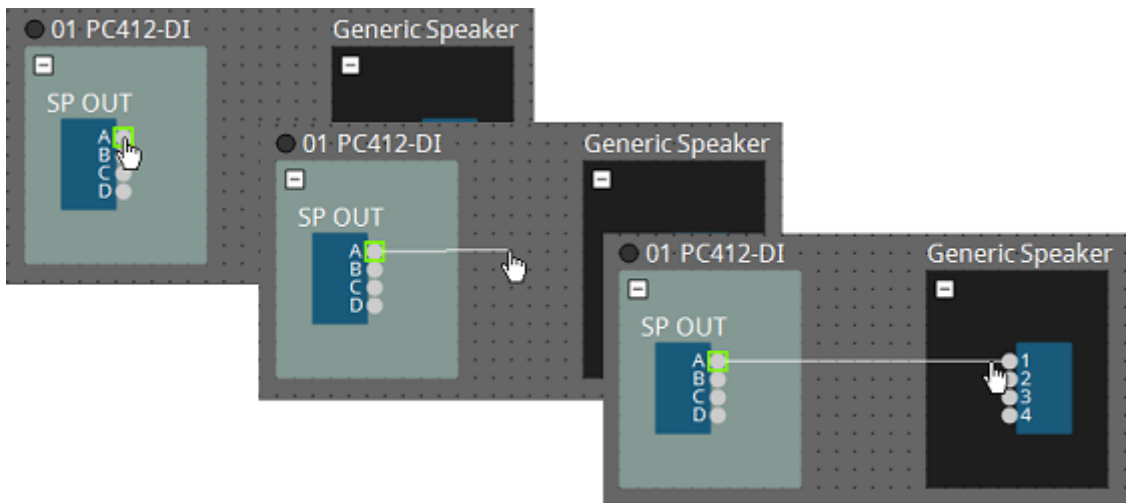 01 PC412-DI
Generic Speaker
SP OUT
A
B
C
D
01 PC412-DI
Generic Speaker
SP OUT
A
B
C
D
01 PC412-DI
Generic Speaker
SP OUT
A
B
C
D
1
2
3
4